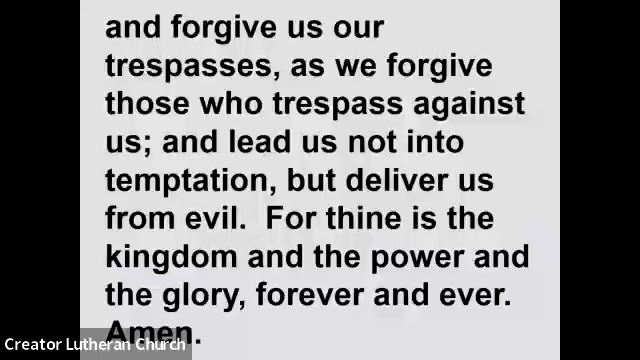 and forgive us our
trespasses, as we forgive
those who trespass against
us; and lead us not into
temptation, but deliver us
from evil.  For thine is the
kingdom and the power and
the glory, forever and ever.
Amen.
Creator Lutheran Church